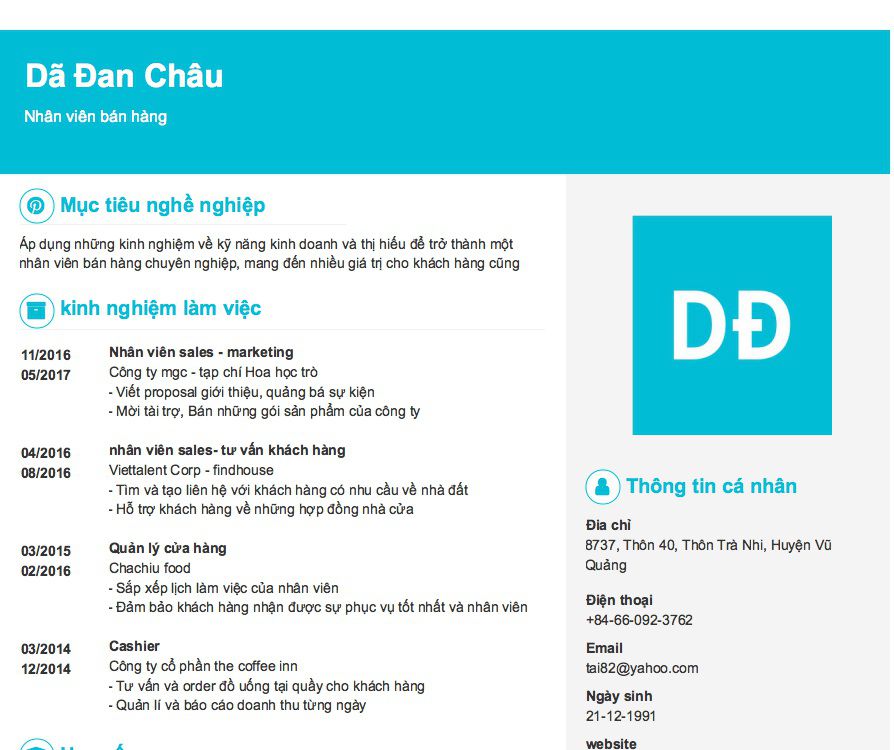 Dã Đan Châu
Nhân viên bán hàng
Mục tiêu nghề nghiệp
Áp dụng những kinh nghiệm về kỹ năng kinh doanh và thị hiếu để trở thành một
nhân viên bán hàng chuyên nghiệp, mang đến nhiều giá trị cho khách hàng cũng
kinh nghiệm làm việc
11/2016
05/2017
Nhân viên sales - marketing
Công ty mgc - tạp chí Hoa học trò
- Viết proposal giới thiệu, quảng bá sự kiện
- Mời tài trợ, Bán những gói sản phẩm của công ty
04/2016
08/2016
nhân viên sales- tư vấn khách hàng
Viettalent Corp - findhouse
- Tìm và tạo liên hệ với khách hàng có nhu cầu về nhà đất
- Hỗ trợ khách hàng về những hợp đồng nhà cửa
03/2015
02/2016
Quản lý cửa hàng
Chachiu food
- Sắp xếp lịch làm việc của nhân viên
- Đảm bảo khách hàng nhận được sự phục vụ tốt nhất và nhân viên
03/2014
12/2014
Cashier
Công ty cổ phần the coffee inn
- Tư vấn và order đồ uống tại quầy cho khách hàng
- Quản lí và báo cáo doanh thu từng ngày
DĐ
Thông tin cá nhân
Địa chỉ
8737, Thôn 40, Thôn Trà Nhi, Huyện Vũ
Quảng
Điện thoại
+84-66-092-3762
Email
tai82@yahoo.com
Ngày sinh
21-12-1991
website